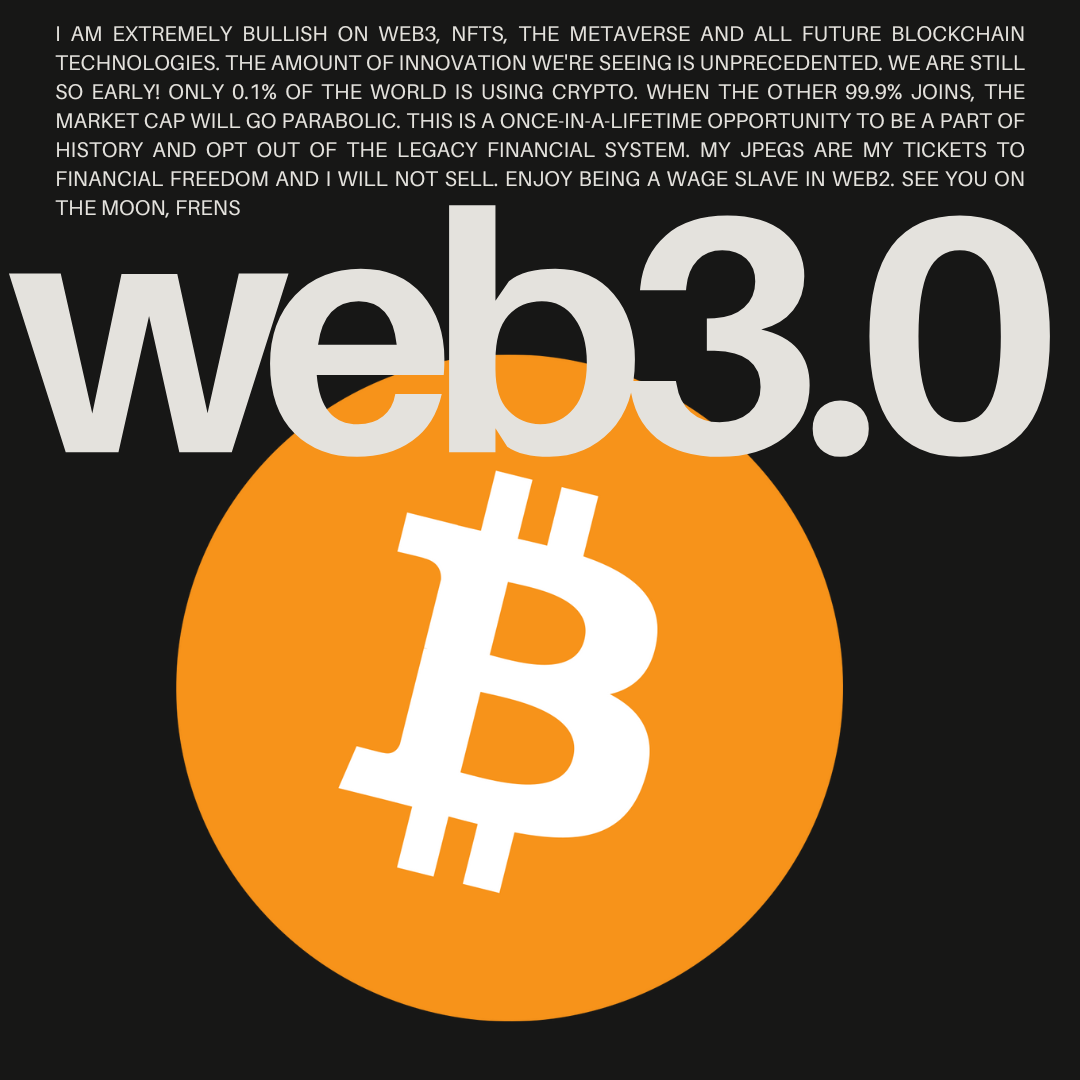 I AM EXTREMELY BULLISH ON WEB3, NFTS, THE METAVERSE AND ALL FUTURE BLOCKCHAIN
TECHNOLOGIES. THE AMOUNT OF INNOVATION WE'RE SEEING IS UNPRECEDENTED. WE ARE STILL
SO EARLY! ONLY 0.1% OF THE WORLD IS USING CRYPTO. WHEN THE OTHER 99.9% JOINS, THE
MARKET CAP WILL GO PARABOLIC. THIS IS A ONCE-IN-A-LIFETIME OPPORTUNITY TO BE A PART OF
HISTORY AND OPT OUT OF THE LEGACY FINANCIAL SYSTEM. MY JPEGS ARE MY TICKETS TO
FINANCIAL FREEDOM AND I WILL NOT SELL. ENJOY BEING A WAGE SLAVE IN WEB2. SEE YOU ON
THE MOON, FRENS
web3.0
₿